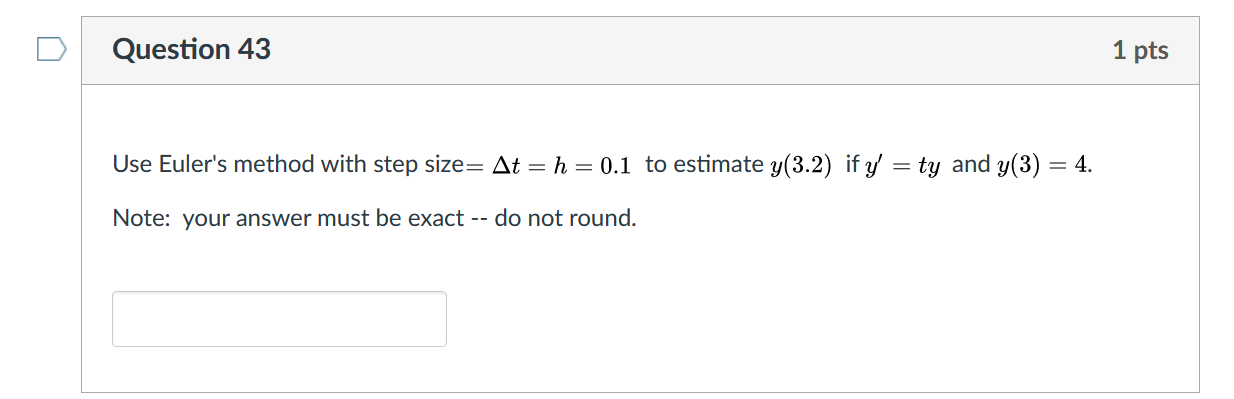 Question 43
1 pts
Use Euler's method with step size= Δt = h = 0.1 to estimate y(3.2) if y′ = ty and y(3) = 4.
Note: your answer must be exact -- do not round.